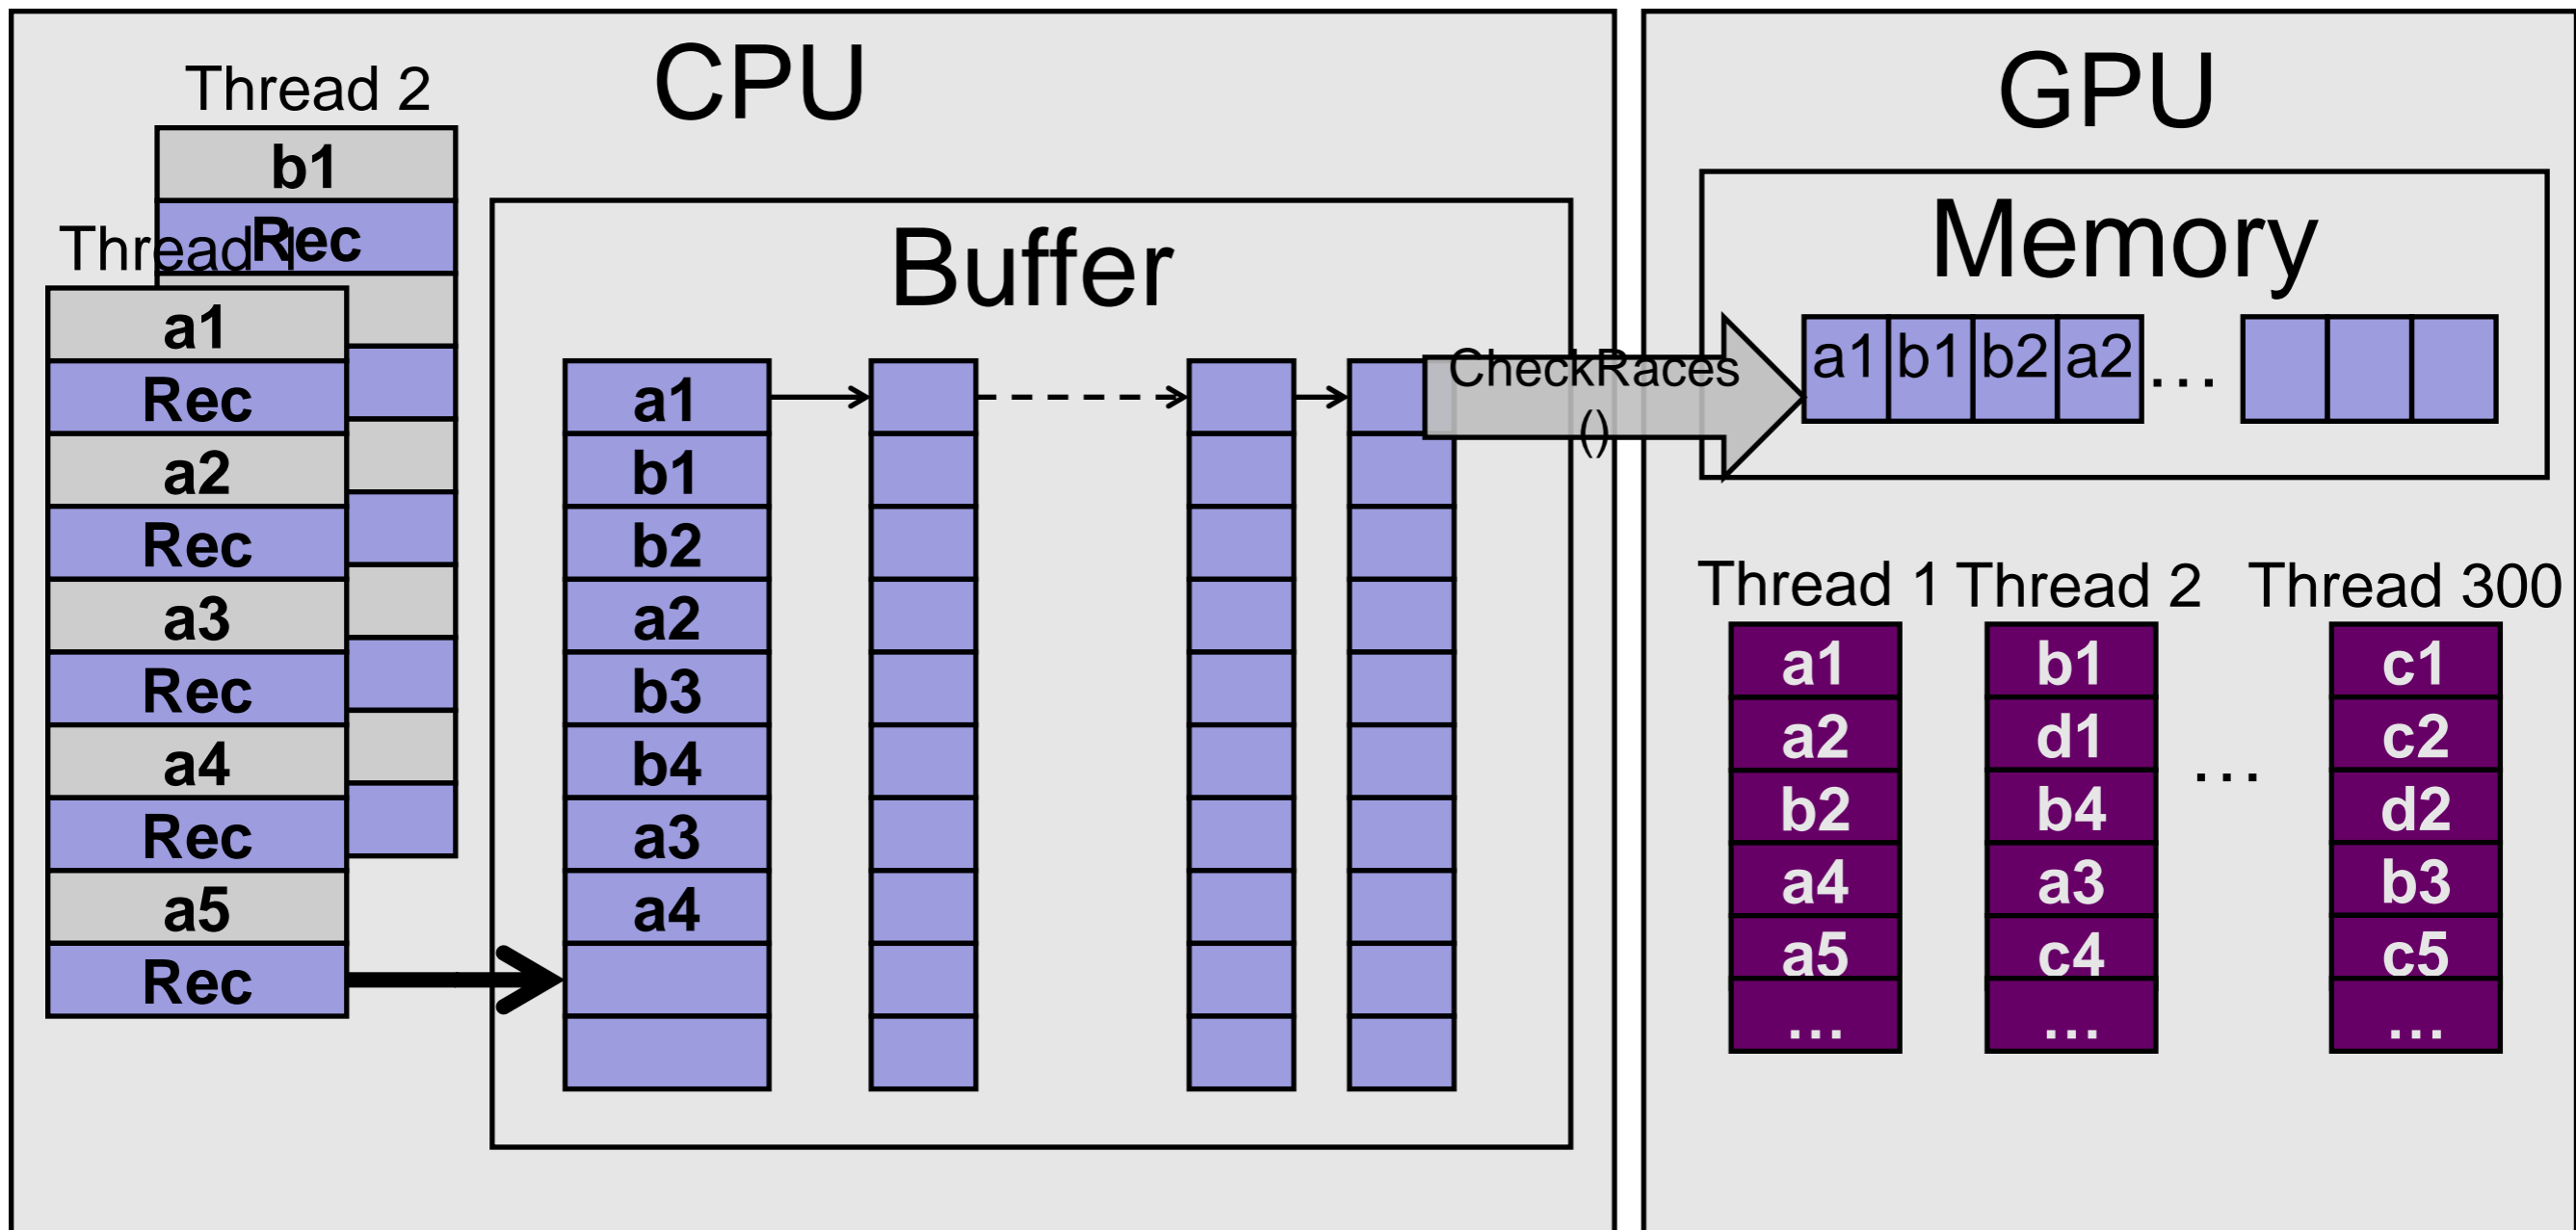 CPU
Thread 2
b1
Rec
Thread 1
a1
Rec
a2
Rec
a3
Rec
a4
Rec
a5
Rec
Buffer
a1
b1
b2
a2
b3
b4
a3
a4
CheckRaces
()
GPU
Memory
a1 b1 b2 a2 ...
Thread 1 Thread 2 Thread 300
a1 b1 c1
a2 d1 c2
...
b2 b4 d2
a4 a3 b3
a5 c4 c5
... ... ...